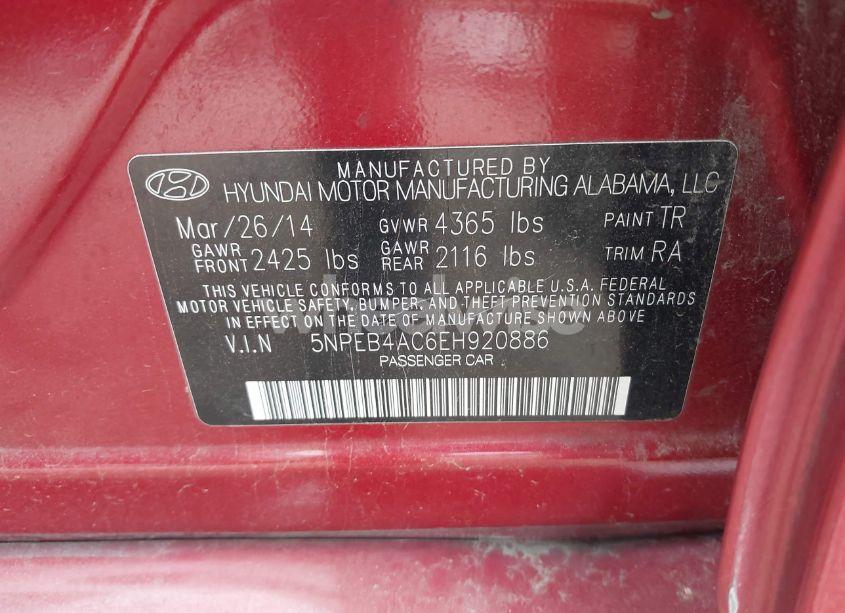 MANUFACTURED BY
HYUNDAI MOTOR MANUFACTURING ALABAMA, LLC
Mar/26/14 GVWR 4365 lbs PAINT TR
GAWR FRONT 2425 lbs GAWR REAR 2116 lbs TRIM RA
THIS VEHICLE CONFORMS TO ALL APPLICABLE U.S.A. FEDERAL
MOTOR VEHICLE SAFETY, BUMPER, AND THEFT PREVENTION STANDARDS
IN EFFECT ON THE DATE OF MANUFACTURE SHOWN ABOVE
V.I.N 5NPEB4AC6EH920886
PASSENGER CAR